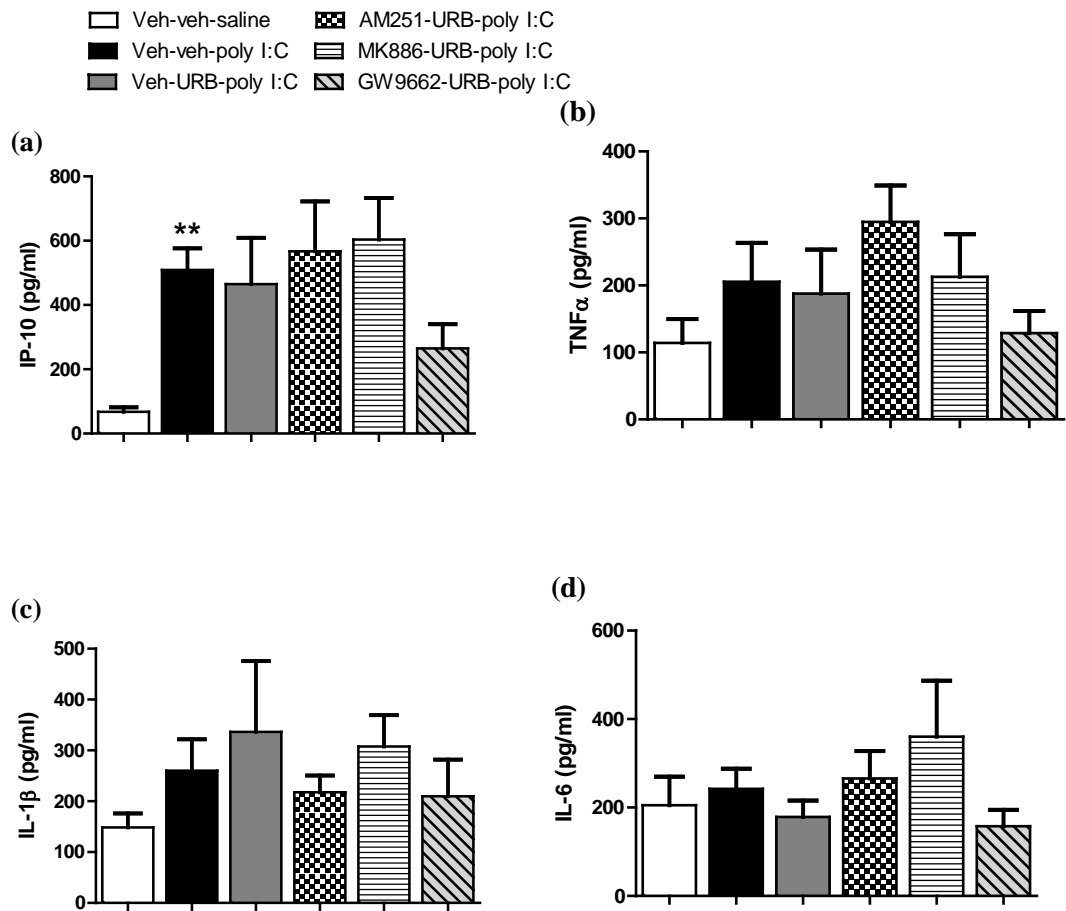 Veh-veh-saline AM251-URB-poly I:C
Veh-veh-poly I:C MK886-URB-poly I:C
Veh-URB-poly I:C GW9662-URB-poly I:C
(a)
IP-10 (pg/ml)
800
600
400
200
0
**
(b)
TNFα (pg/ml)
400
300
200
100
0
(c)
IL-1β (pg/ml)
500
400
300
200
100
0
(d)
IL-6 (pg/ml)
600
400
200
0